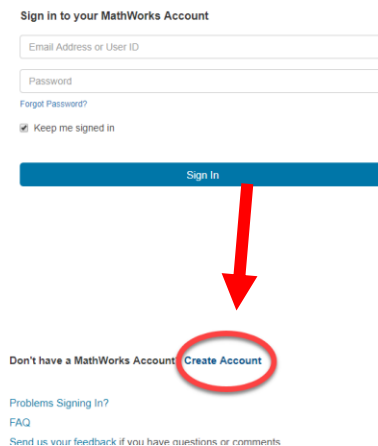 Sign in to your MathWorks Account
Email Address or User ID
Password
Forgot Password?
Keep me signed in
Sign In
Don't have a MathWorks Account Create Account
Problems Signing In?
FAQ
Send us your feedback if you have questions or comments